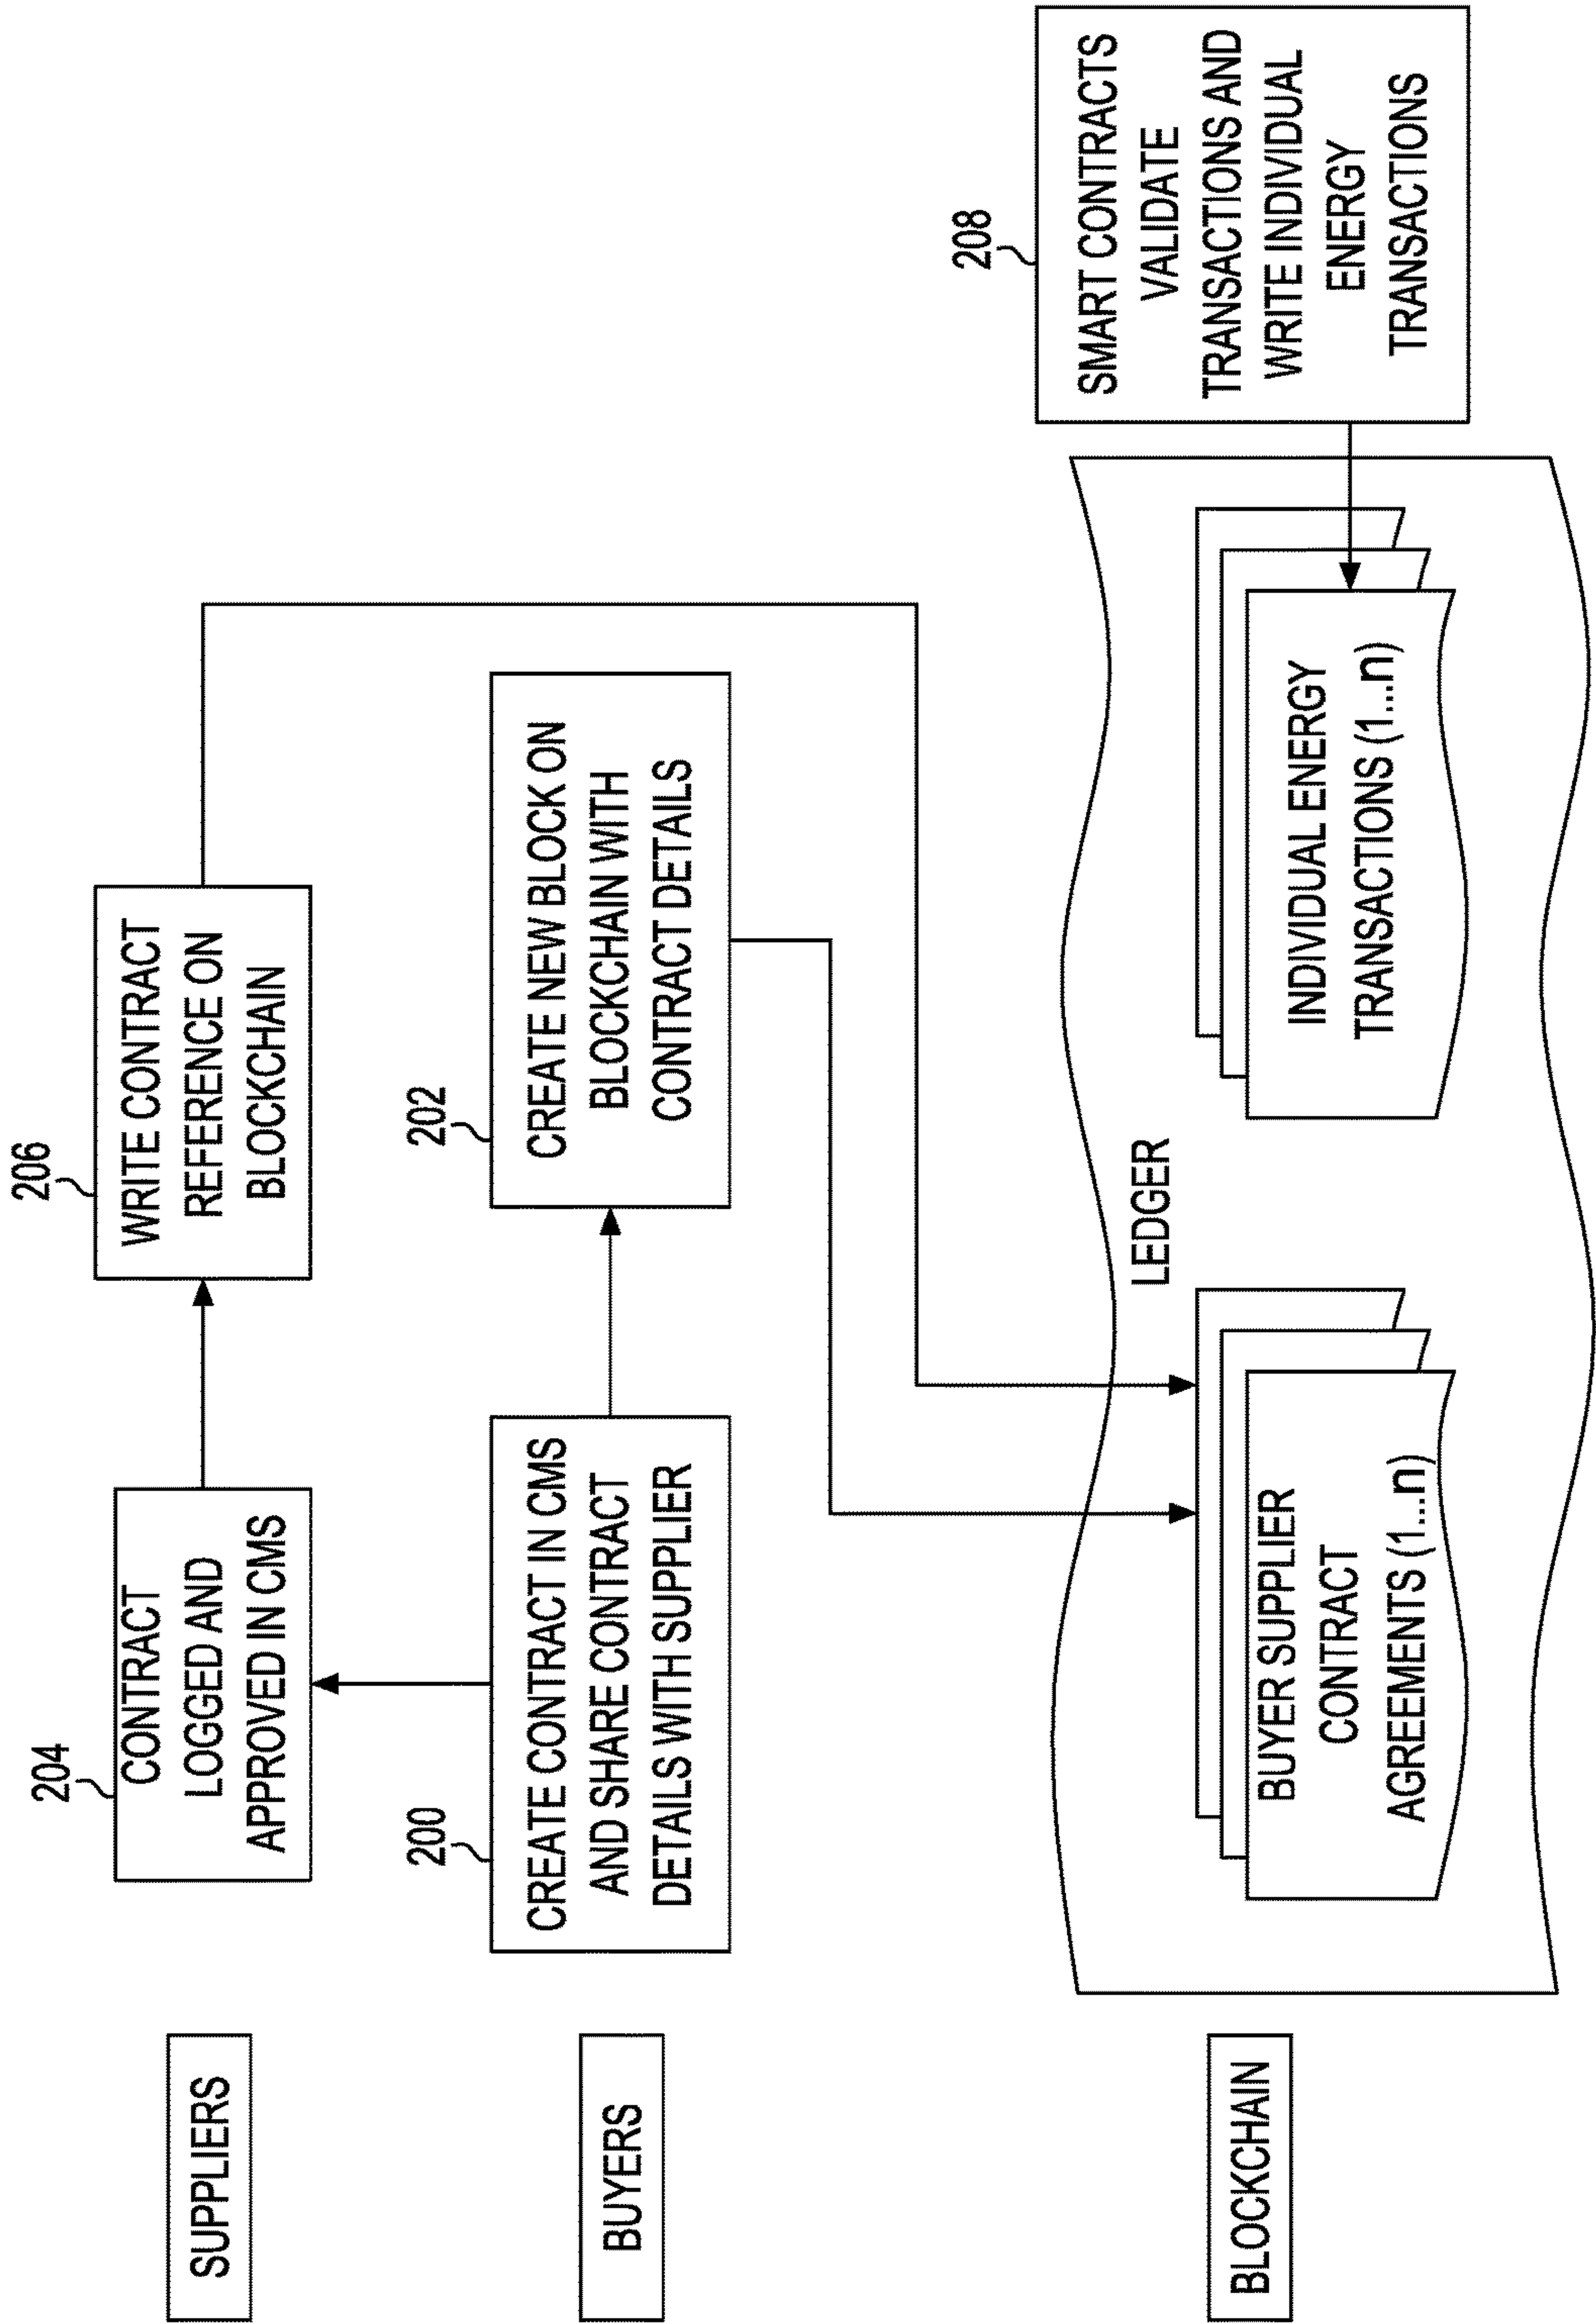 SUPPLIERS
204
CONTRACT
LOGGED AND
APPROVED IN CMS
206
WRITE CONTRACT
REFERENCE ON
BLOCKCHAIN
BUYERS
200
CREATE CONTRACT IN CMS
AND SHARE CONTRACT
DETAILS WITH SUPPLIER
202
CREATE NEW BLOCK ON
BLOCKCHAIN WITH
CONTRACT DETAILS
BLOCKCHAIN
LEDGER
BUYER SUPPLIER
CONTRACT
AGREEMENTS (1...n)
INDIVIDUAL ENERGY
TRANSACTIONS (1...n)
208
SMART CONTRACTS
VALIDATE
TRANSACTIONS AND
WRITE INDIVIDUAL
ENERGY
TRANSACTIONS